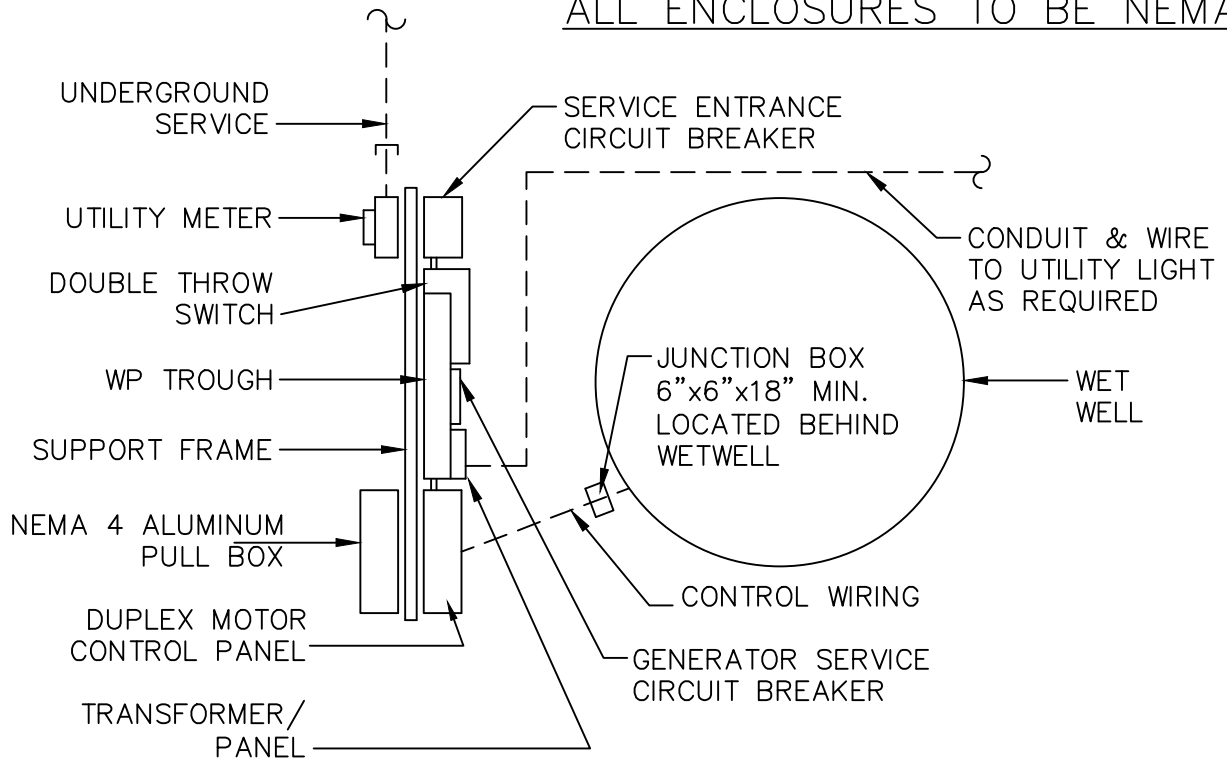 ALL ENCLOSURES TO BE NEMA
UNDERGROUND
SERVICE
SERVICE ENTRANCE
CIRCUIT BREAKER
UTILITY METER
CONDUIT & WIRE
TO UTILITY LIGHT
AS REQUIRED
DOUBLE THROW
SWITCH
JUNCTION BOX
6"x6"x18" MIN.
LOCATED BEHIND
WETWELL
WP TROUGH
WET
WELL
SUPPORT FRAME
NEMA 4 ALUMINUM
PULL BOX
CONTROL WIRING
DUPLEX MOTOR
CONTROL PANEL
GENERATOR SERVICE
CIRCUIT BREAKER
TRANSFORMER/
PANEL